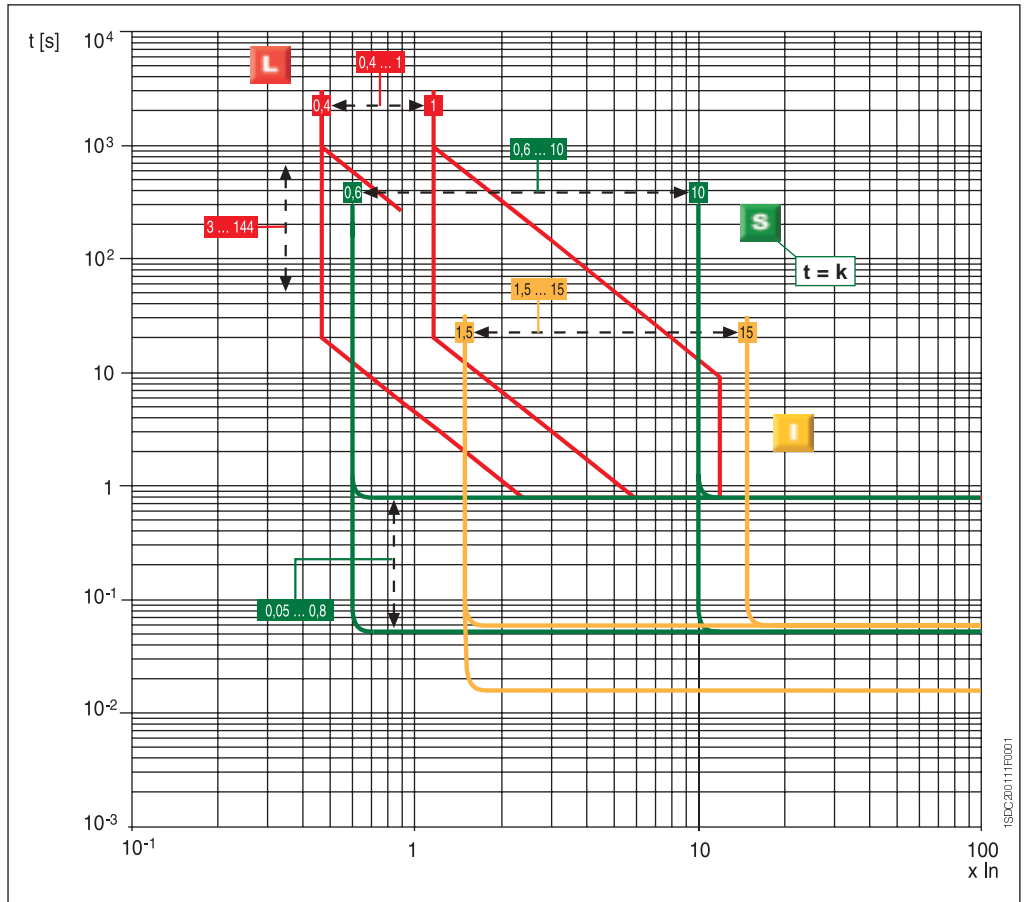 t [s]
10⁴
L
0,4 ... 1
0,4
1
10³
0,6 ... 10
0,6
10
S
3 ... 144
10²
t = k
1,5 ... 15
1,5
15
10
I
1
10⁻¹
0,05 ... 0,8
10⁻²
10⁻³
10⁻¹
1
10
100
x In
1SDC200111F0001